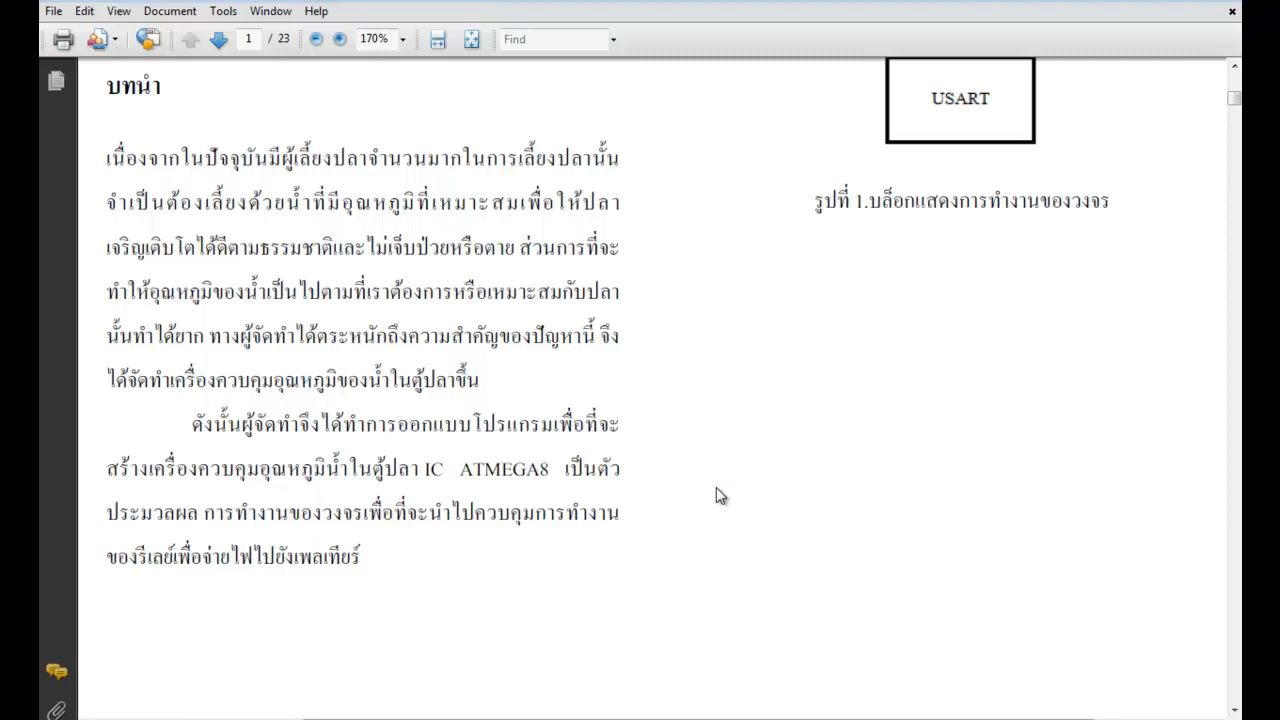 File Edit View Document Tools Window Help
1 / 23 170% Find
บทนำ
เนื่องจากในปัจจุบันมีผู้เลี้ยงปลาจำนวนมากในการเลี้ยงปลานั้น
จำเป็นต้องเลี้ยงด้วยน้ำที่มีอุณหภูมิที่เหมาะสมเพื่อให้ปลา
เจริญเติบโตได้ดีตามธรรมชาติและไม่เจ็บป่วยหรือตาย ส่วนการที่จะ
ทำให้อุณหภูมิของน้ำเป็นไปตามที่เราต้องการหรือเหมาะสมกับปลา
นั้นทำได้ยาก ทางผู้จัดทำได้ตระหนักถึงความสำคัญของปัญหานี้ จึง
ได้จัดทำเครื่องควบคุมอุณหภูมิของน้ำในตู้ปลาขึ้น
ดังนั้นผู้จัดทำจึงได้ทำการออกแบบโปรแกรมเพื่อที่จะ
สร้างเครื่องควบคุมอุณหภูมิน้ำในตู้ปลา IC ATMEGA8 เป็นตัว
ประมวลผล การทำงานของวงจรเพื่อที่จะนำไปควบคุมการทำงาน
ของรีเลย์เพื่อจ่ายไฟไปยังเพลเทียร์
USART
รูปที่ 1.บล็อกแสดงการทำงานของวงจร